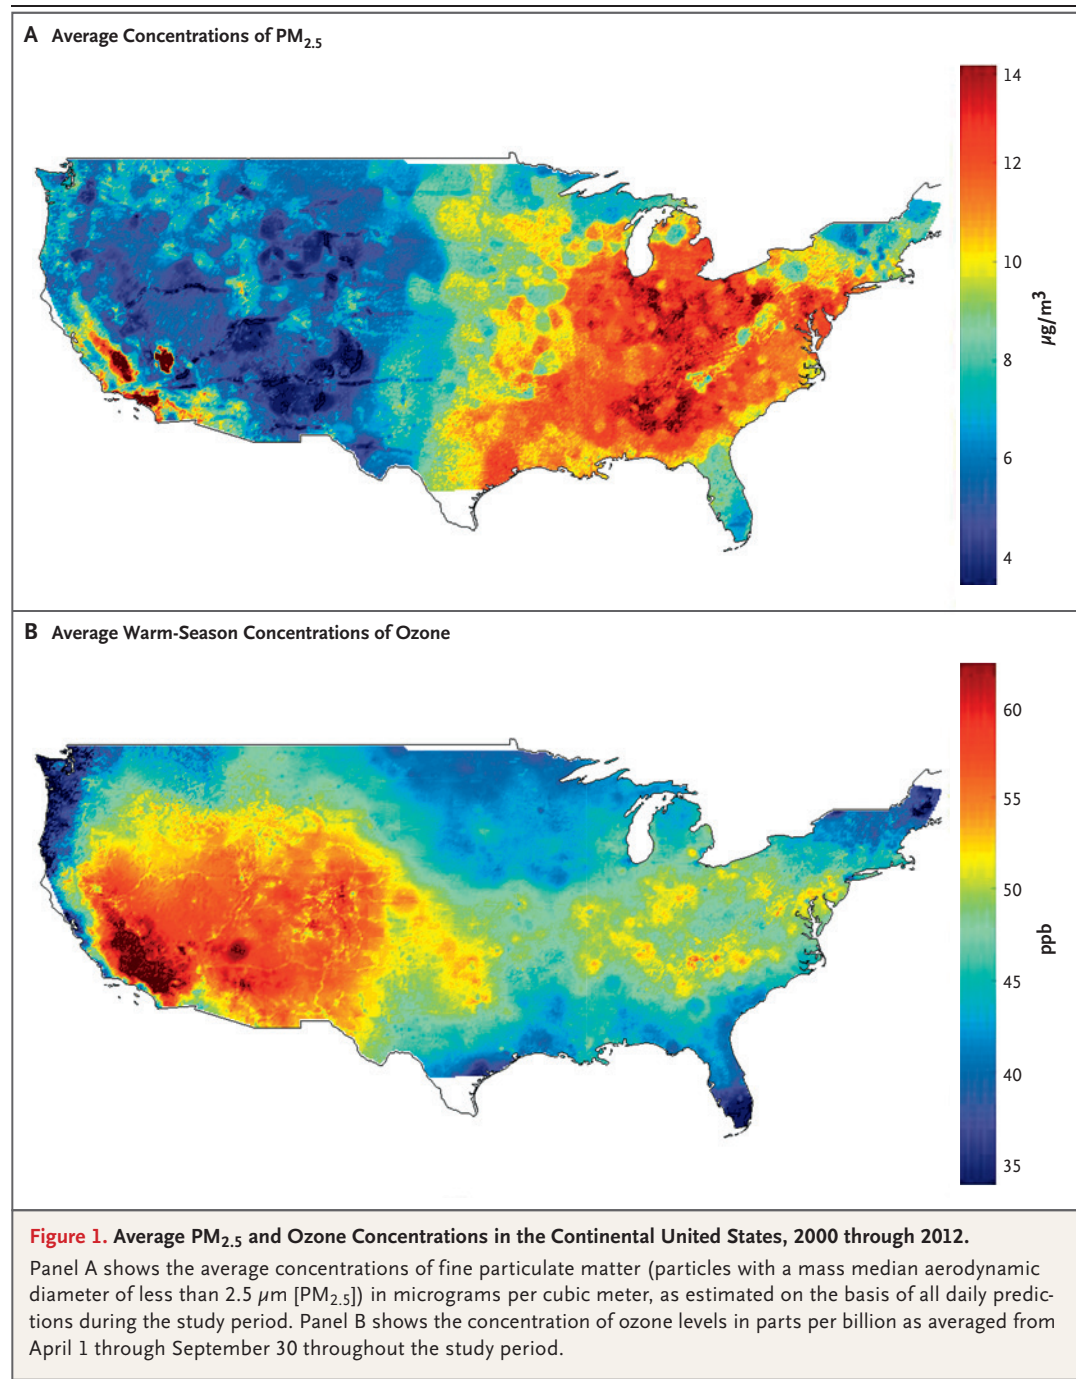 A Average Concentrations of PM2.5
14
12
10
8
6
4
µg/m3
B Average Warm-Season Concentrations of Ozone
60
55
50
45
40
35
ppb
Figure 1. Average PM2.5 and Ozone Concentrations in the Continental United States, 2000 through 2012.
Panel A shows the average concentrations of fine particulate matter (particles with a mass median aerodynamic
diameter of less than 2.5 µm [PM2.5]) in micrograms per cubic meter, as estimated on the basis of all daily predic-
tions during the study period. Panel B shows the concentration of ozone levels in parts per billion as averaged from
April 1 through September 30 throughout the study period.